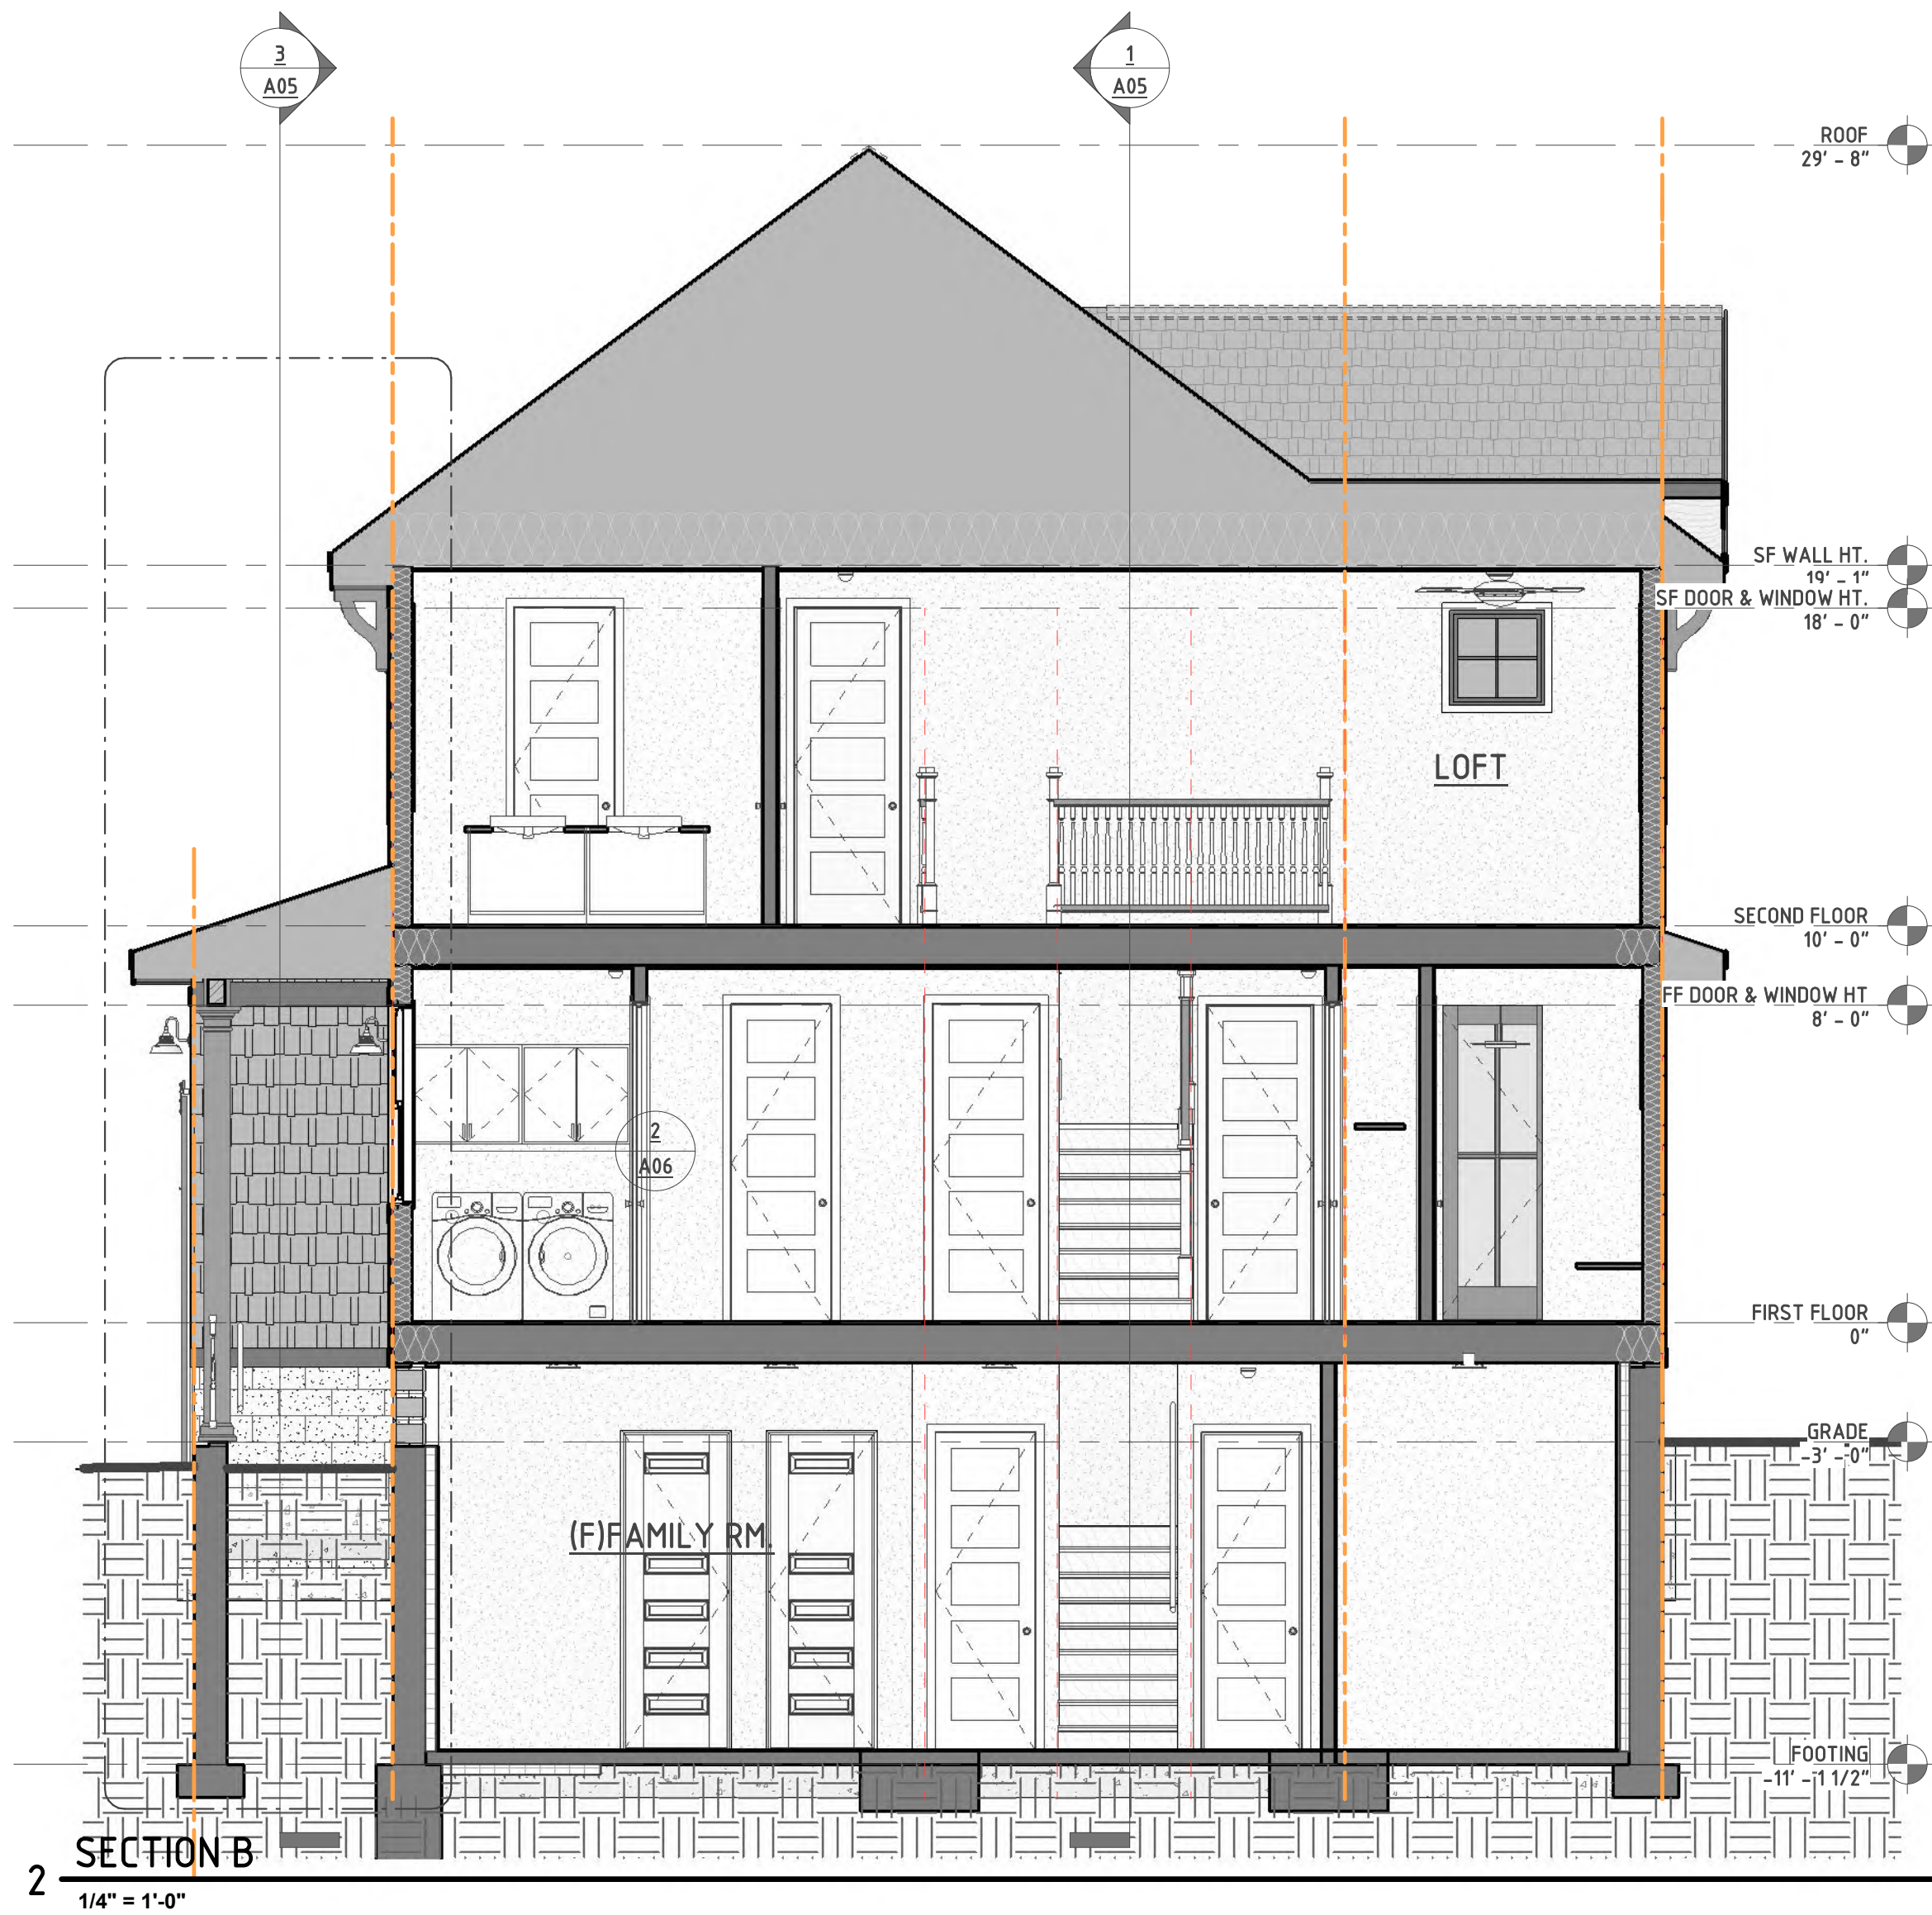 3
A05
1
A05
ROOF
29' - 8"
SF WALL HT.
19' - 1"
SF DOOR & WINDOW HT.
18' - 0"
LOFT
SECOND FLOOR
10' - 0"
FF DOOR & WINDOW HT
8' - 0"
2
A06
FIRST FLOOR
0"
GRADE
-3' - 0"
(F)FAMILY RM.
FOOTING
-11' - 1 1/2"
2
SECTION B
1/4" = 1'-0"